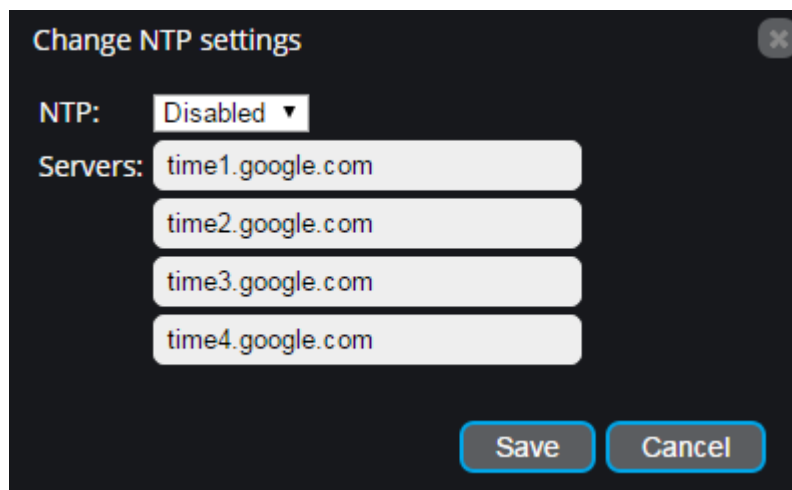 Change NTP settings
NTP: Disabled
Servers: time1.google.com
time2.google.com
time3.google.com
time4.google.com
Save Cancel